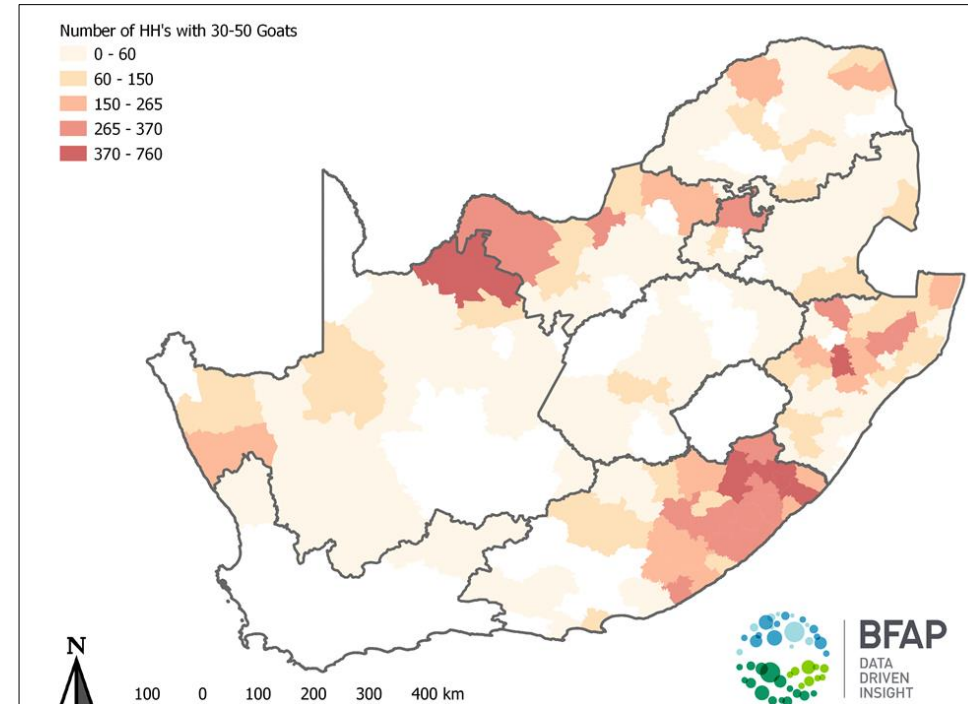 Number of HH's with 30-50 Goats
0 - 60
60 - 150
150 - 265
265 - 370
370 - 760
N
100 0 100 200 300 400 km
BFAP
DATA
DRIVEN
INSIGHT